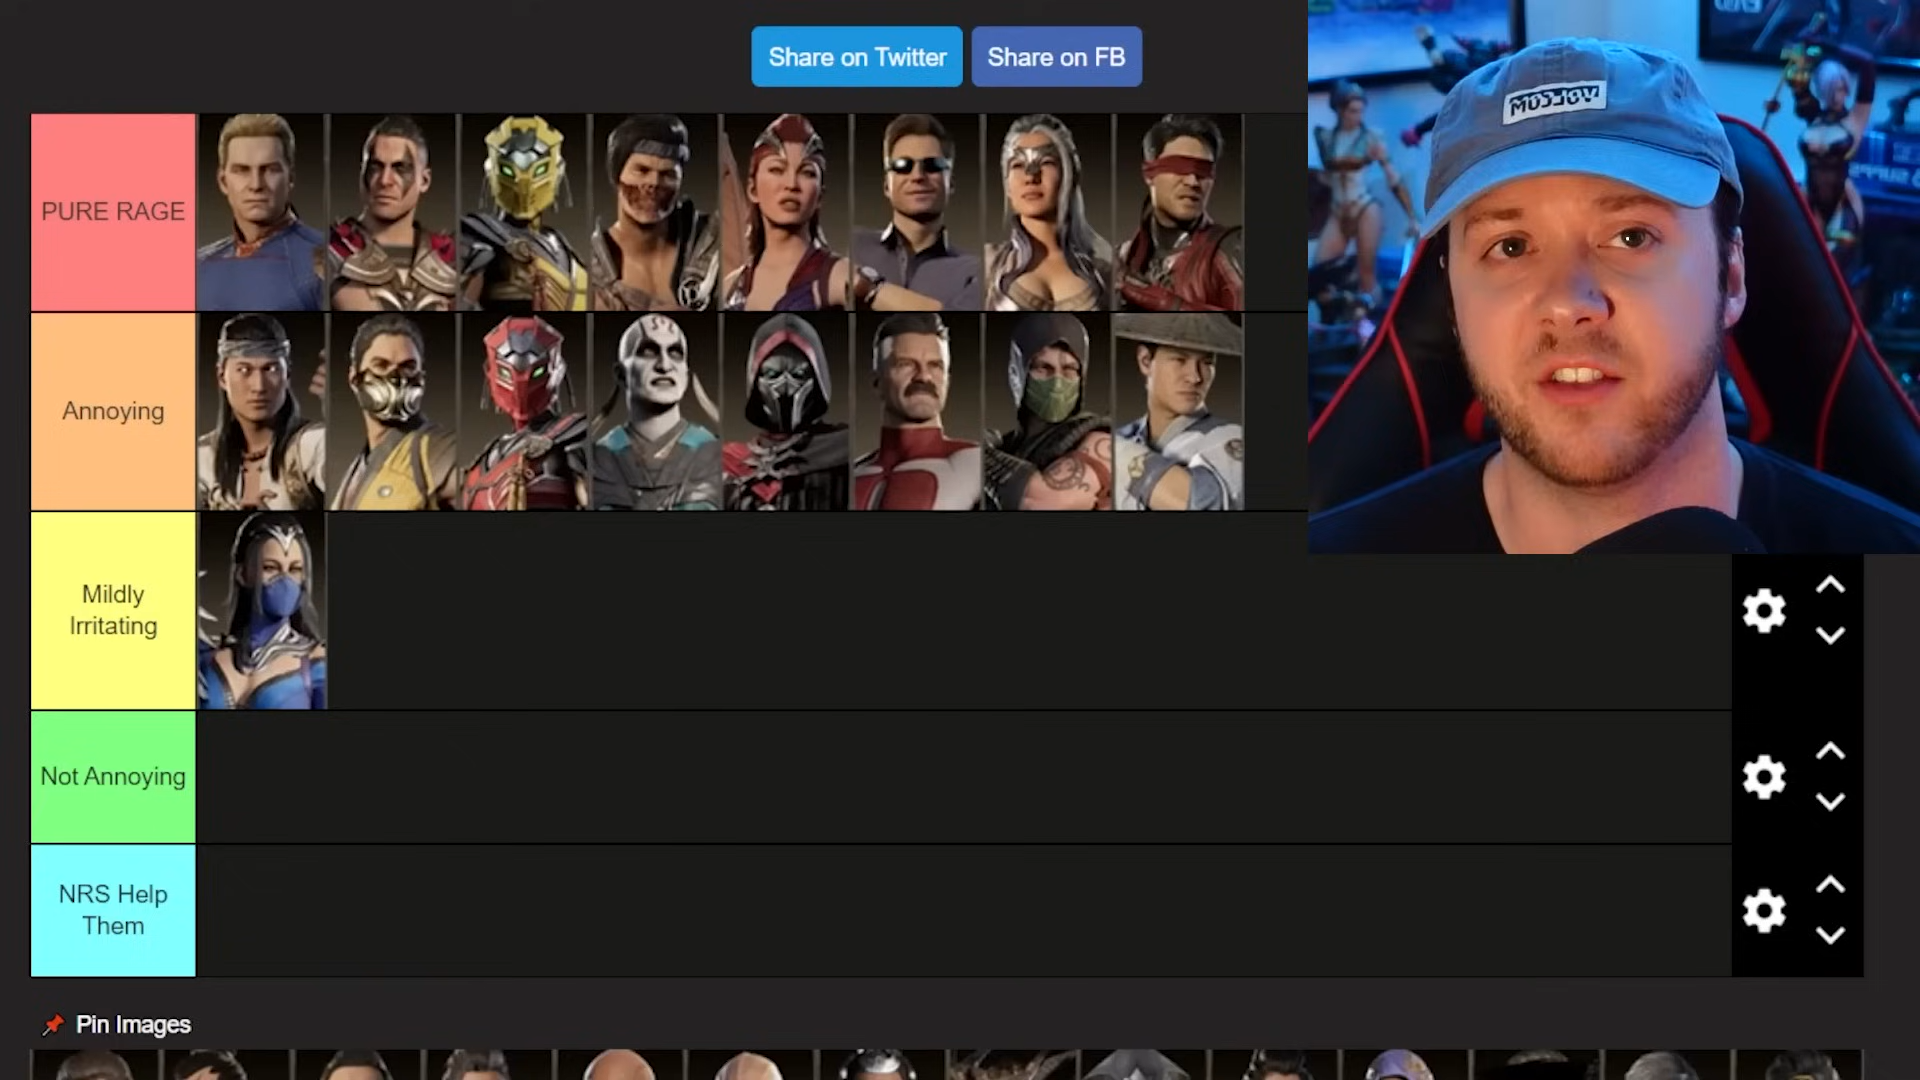 Share on Twitter
Share on FB
PURE RAGE
Annoying
Mildly
Irritating
Not Annoying
NRS Help
Them
Pin Images